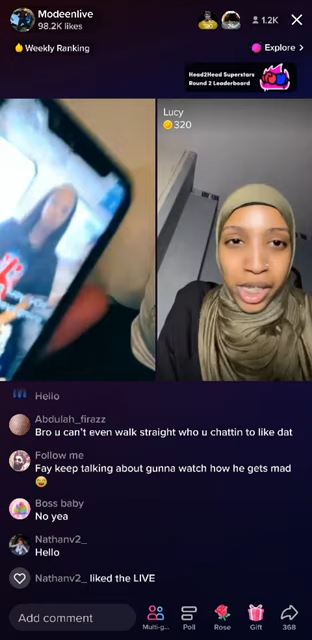 Modeenlive
98.2K likes
1.2K
Weekly Ranking
Explore >
Head2Head Superstars
Round 2 Leaderboard
Lucy
320
Hello
Abdulah_firazz
Bro u can't even walk straight who u chattin to like dat
Follow me
Fay keep talking about gunna watch how he gets mad
😂
Boss baby
No yea
Nathanv2_
Hello
Nathanv2_ liked the LIVE
Add comment
Multi-g...
Poll
Rose
Gift
368